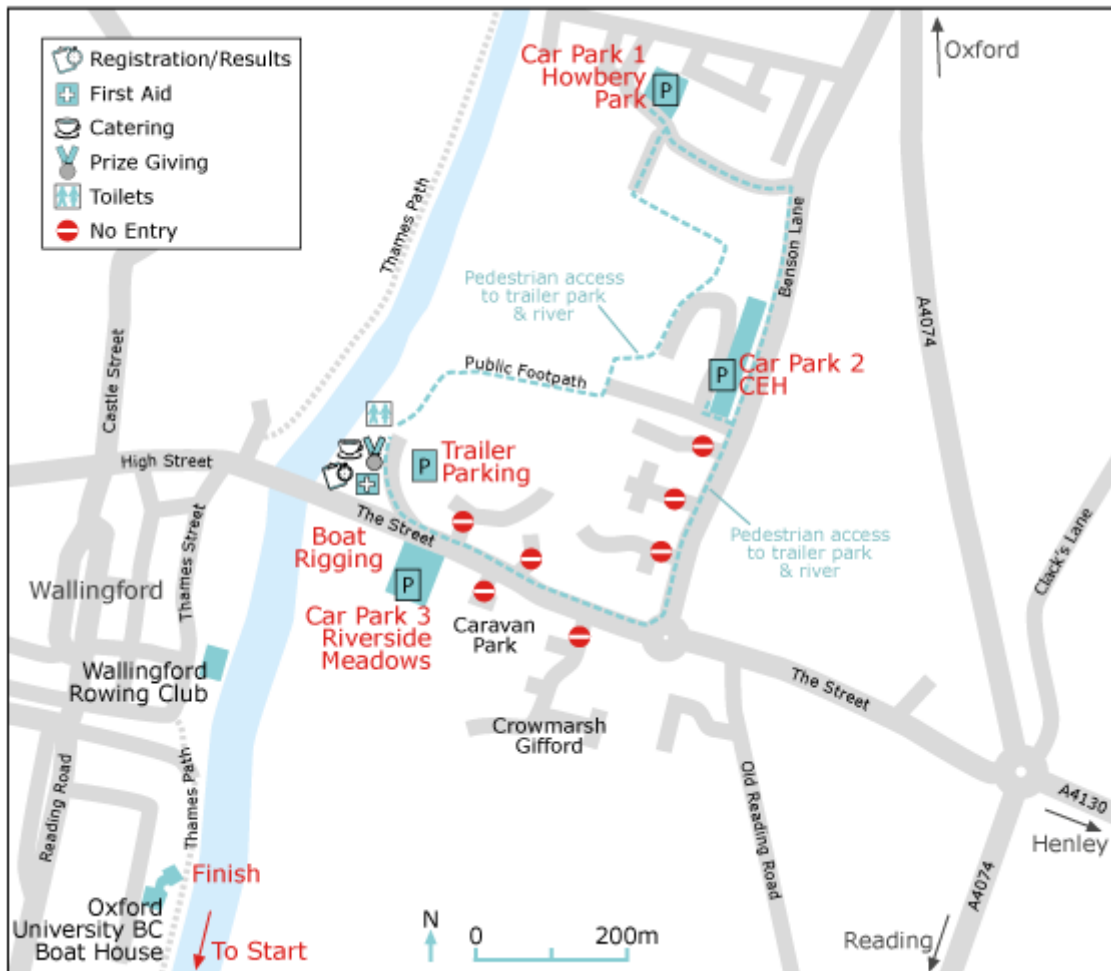 Registration/Results
First Aid
Catering
Prize Giving
Toilets
No Entry
Car Park 1
Howbery
Park
P
Oxford
Thames Path
Benson Lane
A4074
Pedestrian access
to trailer park
& river
Castle Street
Public Footpath
P
Car Park 2
CEH
High Street
Trailer
Parking
P
The Street
Pedestrian access
to trailer park
& river
Clack's Lane
Thames Street
Boat
Rigging
P
Wallingford
Car Park 3
Riverside
Meadows
Caravan
Park
Wallingford
Rowing Club
The Street
Crowmarsh
Gifford
Reading Road
Thames Path
Old Reading Road
A4130
Henley
A4074
Finish
Oxford
University BC
Boat House
To Start
N
0
200m
Reading